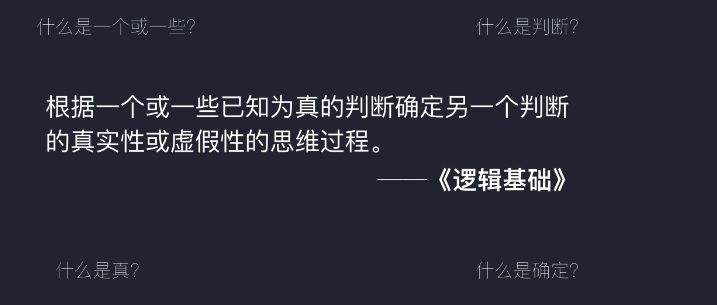 什么是一个或一些?
什么是判断?
根据一个或一些已知为真的判断确定另一个判断
的真实性或虚假性的思维过程。
——《逻辑基础》
什么是真?
什么是确定?